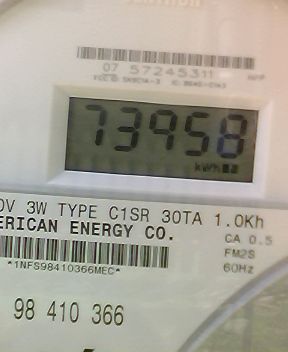 07 57245311
73958
kWh
0V 3W TYPE C1SR 30TA 1.0Kh
ERICAN ENERGY CO.
CA 0.5
FM2S
60Hz
*1NFS98410366MEC*
98 410 366